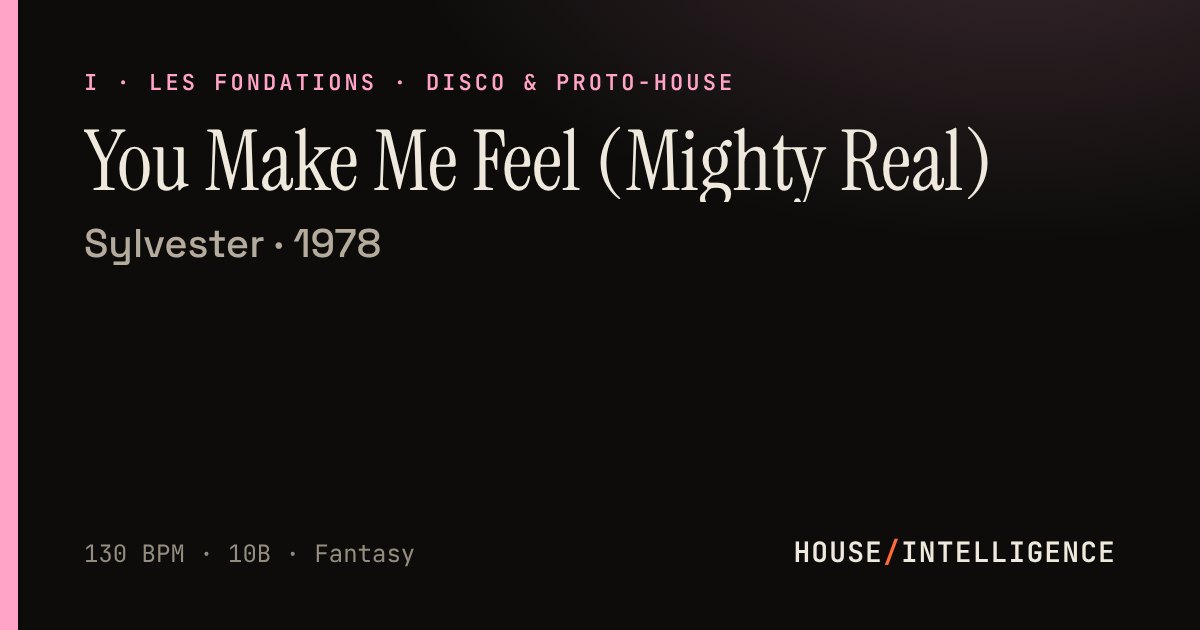 I · LES FONDATIONS · DISCO & PROTO-HOUSE
You Make Me Feel (Mighty Real)
Sylvester · 1978
130 BPM · 10B · Fantasy
HOUSE/INTELLIGENCE